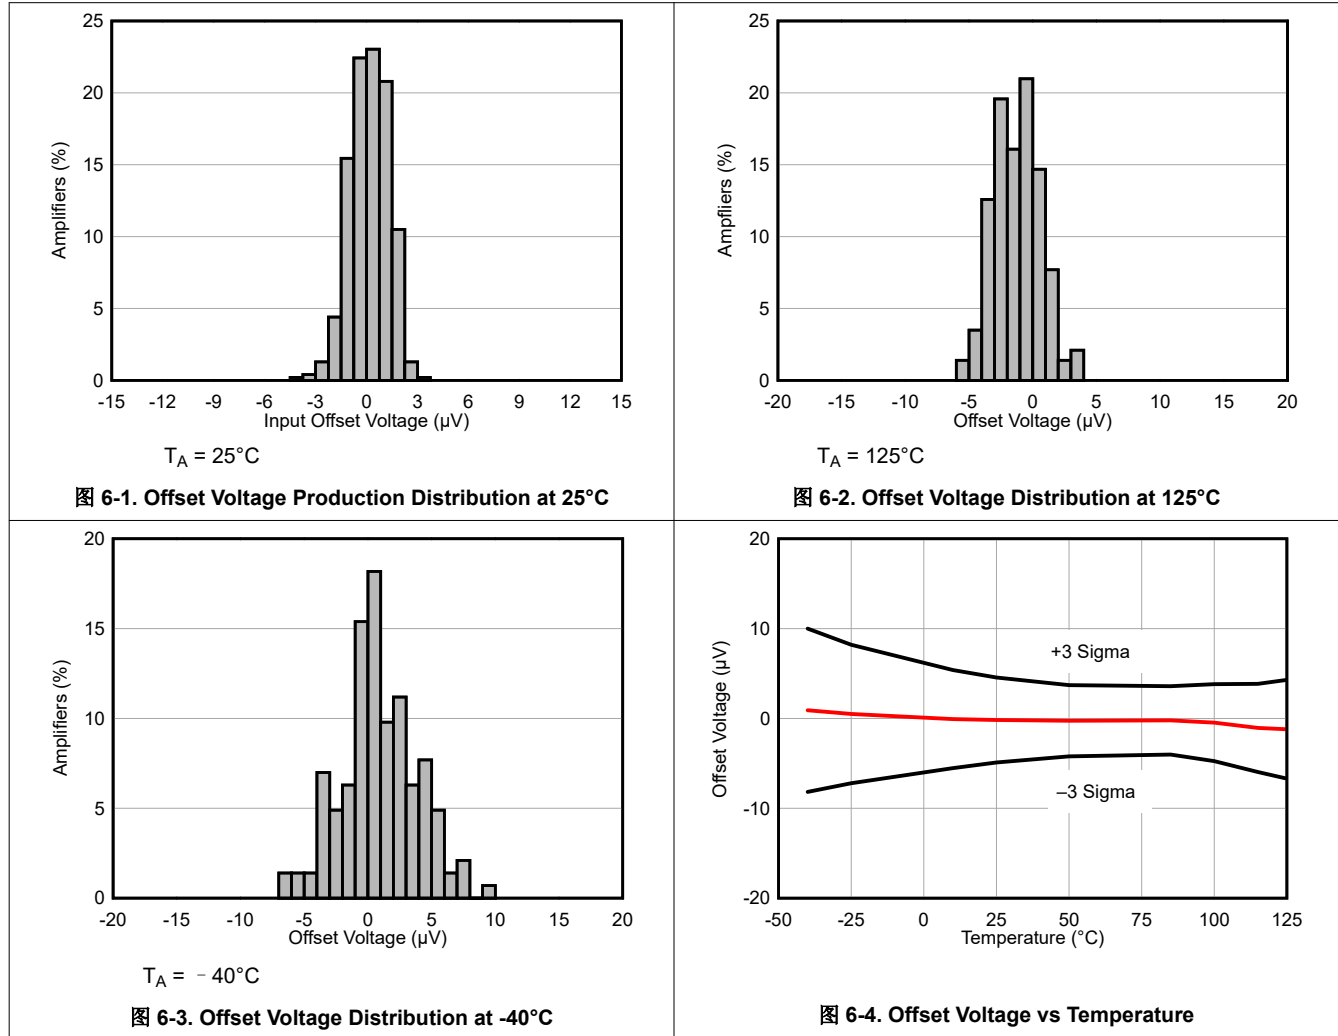 25
20
15
10
5
0
Amplifiers (%)
-15 -12 -9 -6 -3 0 3 6 9 12 15
Input Offset Voltage (µV)
TA = 25°C
图 6-1. Offset Voltage Production Distribution at 25°C
25
20
15
10
5
0
Ampfliers (%)
-20 -15 -10 -5 0 5 10 15 20
Offset Voltage (µV)
TA = 125°C
图 6-2. Offset Voltage Distribution at 125°C
20
15
10
5
0
Amplifiers (%)
-20 -15 -10 -5 0 5 10 15 20
Offset Voltage (µV)
TA = －40°C
图 6-3. Offset Voltage Distribution at -40°C
20
10
0
-10
-20
Offset Voltage (µV)
+3 Sigma
–3 Sigma
-50 -25 0 25 50 75 100 125
Temperature (°C)
图 6-4. Offset Voltage vs Temperature